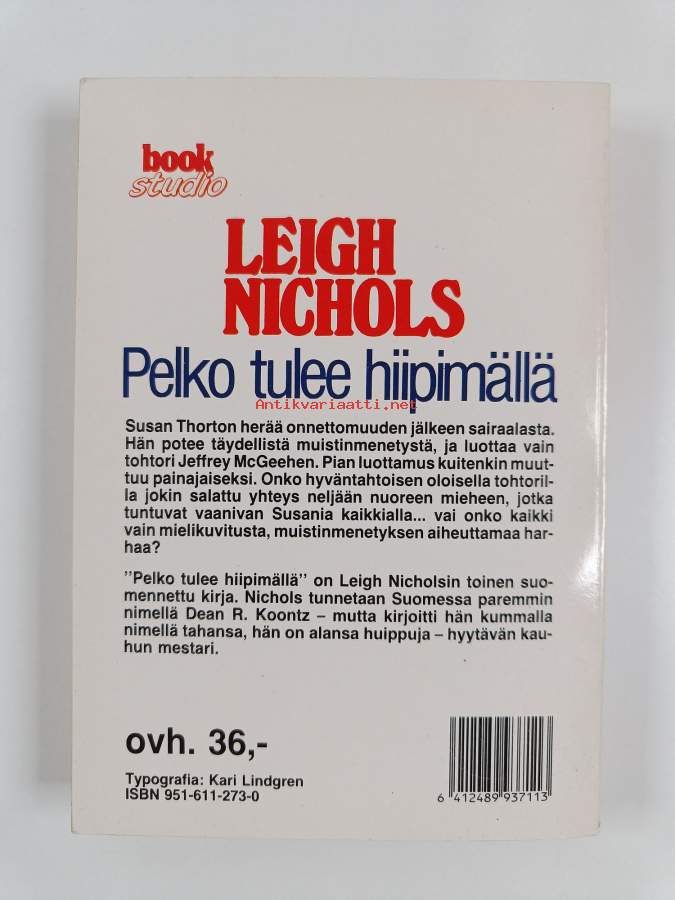 book
studio
LEIGH
NICHOLS
Pelko tulee hiipimällä
Antikvariaatti.net
Susan Thorton herää onnettomuuden jälkeen sairaalasta.
Hän potee täydellistä muistinmenetystä, ja luottaa vain
tohtori Jeffrey McGeehen. Pian luottamus kuitenkin muut-
tuu painajaiseksi. Onko hyväntahtoisen oloisella tohtoril-
la jokin salattu yhteys neljään nuoreen mieheen, jotka
tuntuvat vaanivan Susania kaikkialla... vai onko kaikki
vain mielikuvitusta, muistinmenetyksen aiheuttamaa har-
haa?
”Pelko tulee hiipimällä” on Leigh Nicholsin toinen suo-
mennettu kirja. Nichols tunnetaan Suomessa paremmin
nimellä Dean R. Koontz – mutta kirjoitti hän kummalla
nimellä tahansa, hän on alansa huippuja – hyytävän kau-
hun mestari.
ovh. 36,-
Typografia: Kari Lindgren
ISBN 951-611-273-0
6 412489 937113